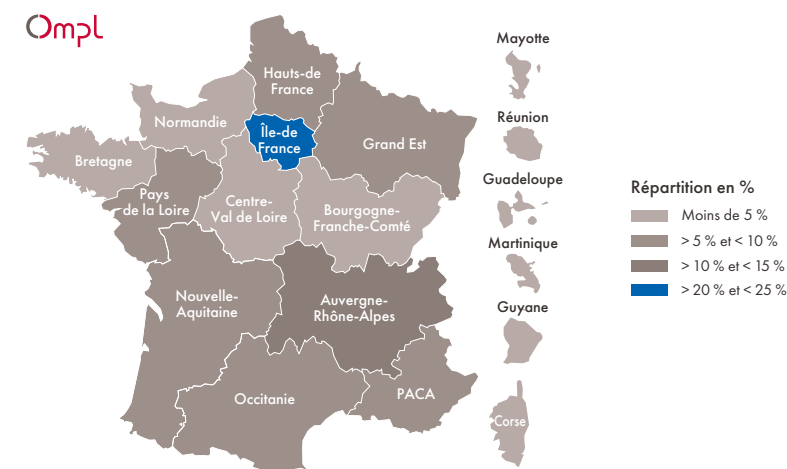 Ompl
Hauts-de
France
Normandie
Île-de
France
Grand Est
Bretagne
Pays
de la Loire
Centre-
Val de Loire
Bourgogne-
Franche-Comté
Nouvelle-
Aquitaine
Auvergne-
Rhône-Alpes
Occitanie
PACA
Mayotte
Réunion
Guadeloupe
Martinique
Guyane
Corse
Répartition en %
Moins de 5 %
> 5 % et < 10 %
> 10 % et < 15 %
> 20 % et < 25 %